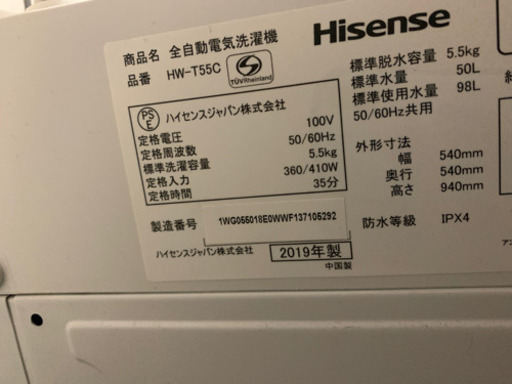 商品名 全自動電気洗濯機
品番 HW-T55C
TÜVRheinland
PSE
ハイセンスジャパン株式会社
定格電圧 100V
定格周波数 50/60Hz
標準洗濯容量 5.5kg
定格入力 360/410W
定格時間 35分
製造番号 1WG055018E0WWF137105292
ハイセンスジャパン株式会社
2019年製
中国製
Hisense
標準脱水容量 5.5kg
標準水量 50L
標準使用水量 98L
50/60Hz共用
外形寸法
幅 540mm
奥行 540mm
高さ 940mm
防水等級 IPX4